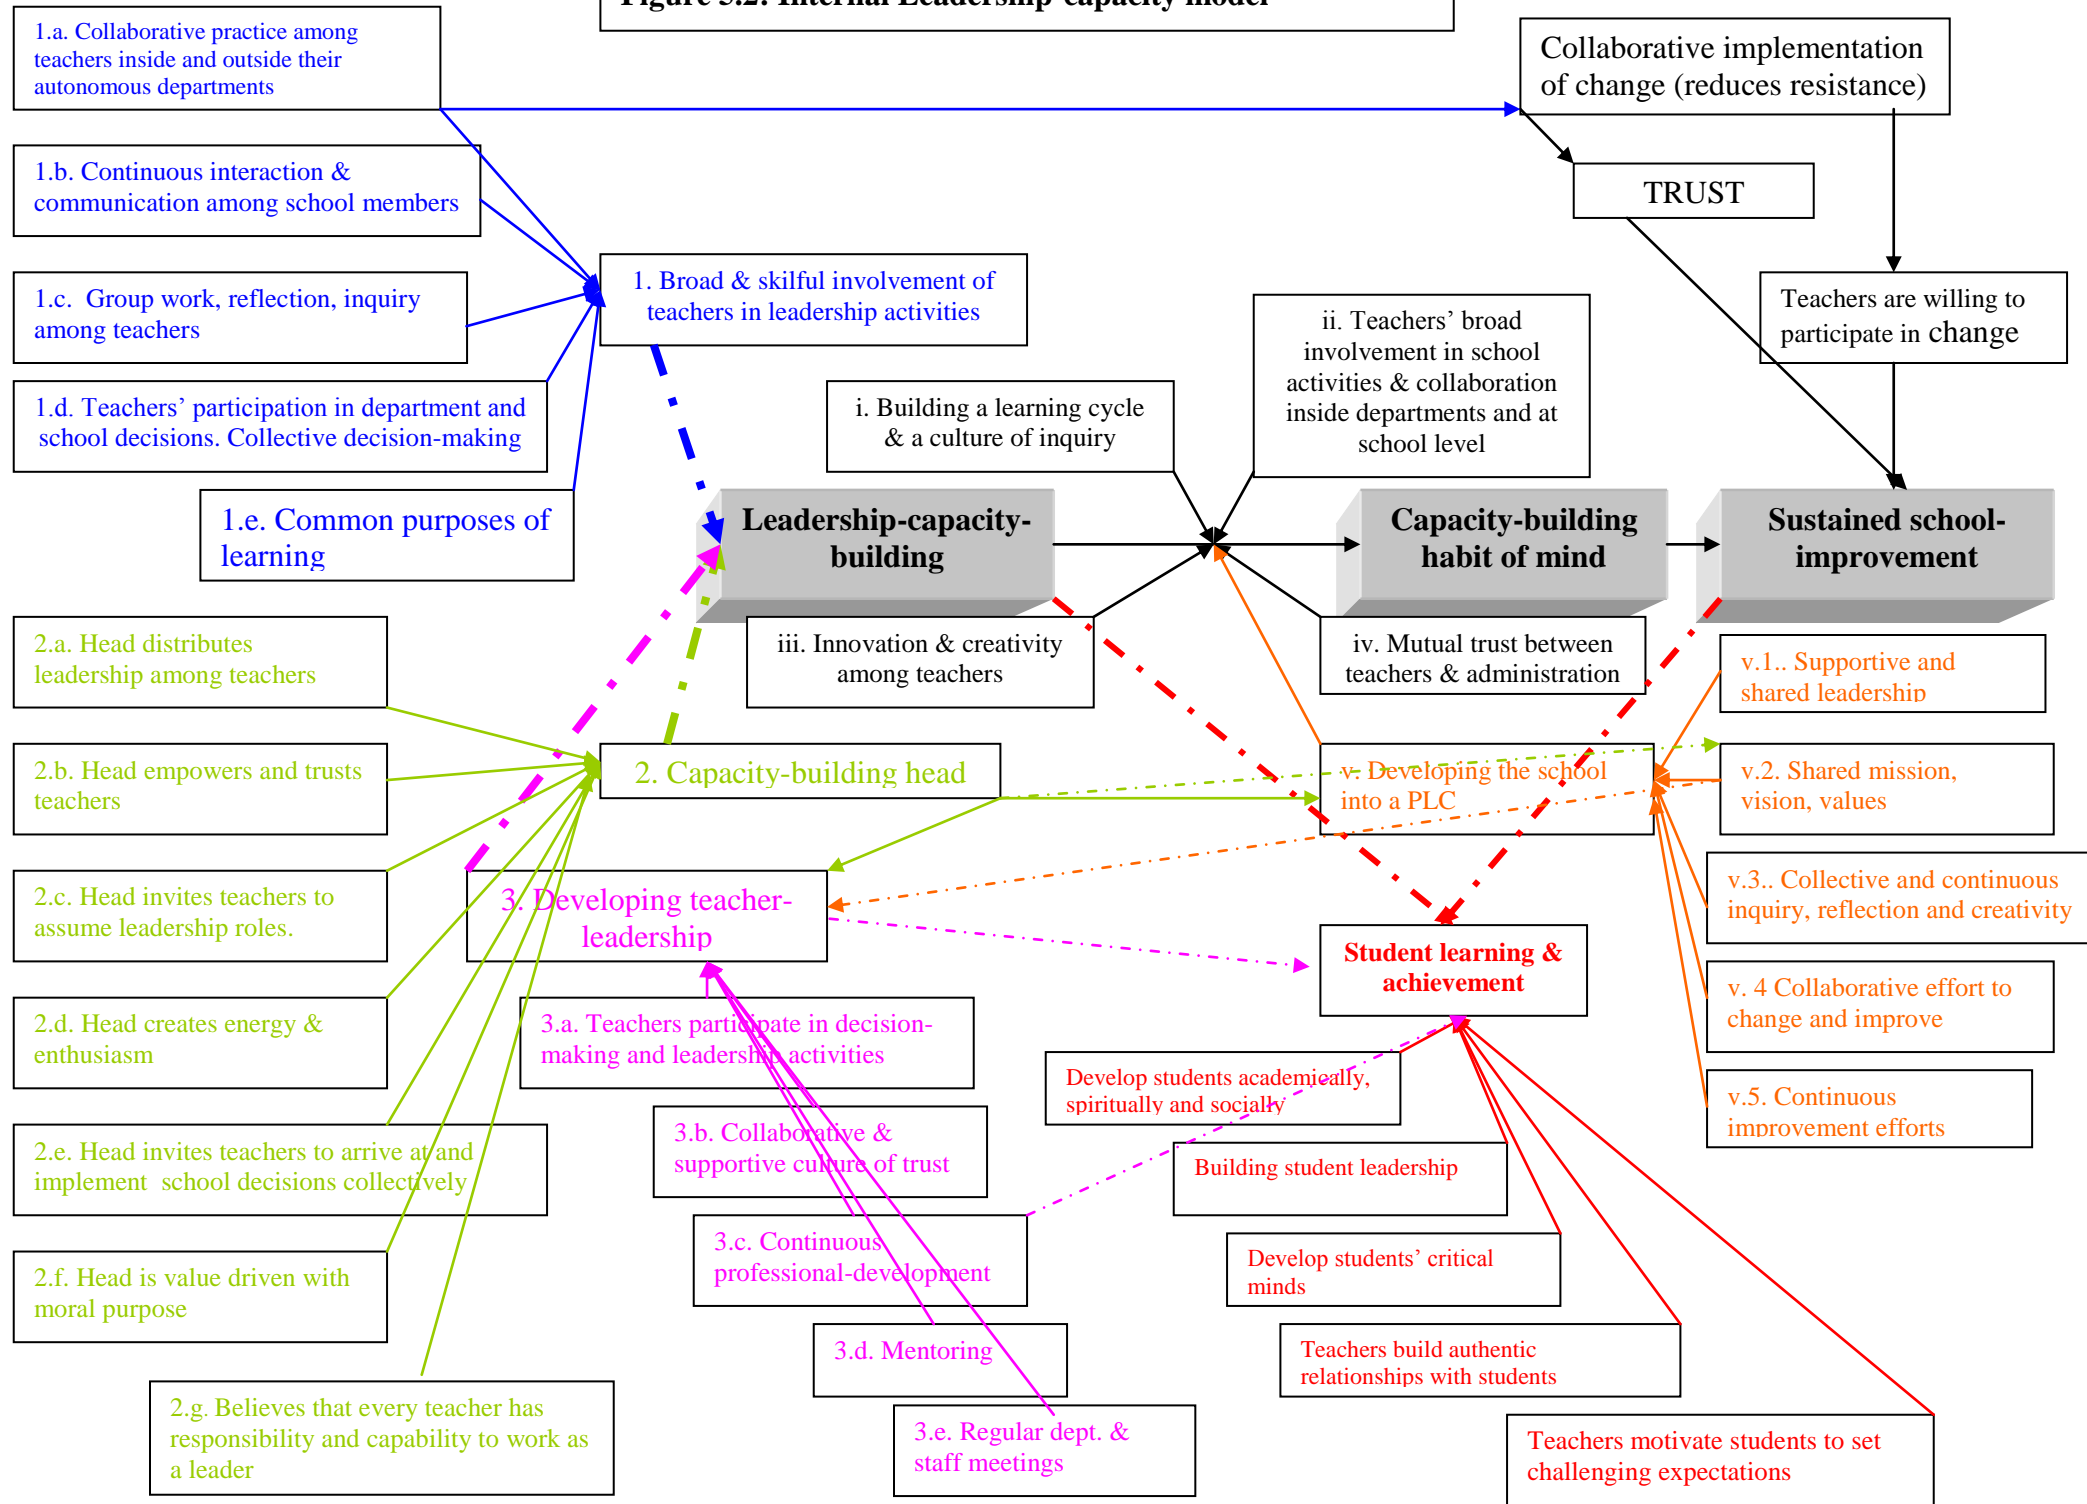 Figure 5.2: Internal Leadership-capacity model
1.a. Collaborative practice among
teachers inside and outside their
autonomous departments
Collaborative implementation
of change (reduces resistance)
1.b. Continuous interaction &
communication among school members
TRUST
1.c. Group work, reflection, inquiry
among teachers
1. Broad & skilful involvement of
teachers in leadership activities
Teachers are willing to
participate in change
ii. Teachers’ broad
involvement in school
activities & collaboration
inside departments and at
school level
1.d. Teachers’ participation in department and
school decisions. Collective decision-making
i. Building a learning cycle
& a culture of inquiry
1.e. Common purposes of
learning
Leadership-capacity-
building
Capacity-building
habit of mind
Sustained school-
improvement
2.a. Head distributes
leadership among teachers
iii. Innovation & creativity
among teachers
iv. Mutual trust between
teachers & administration
v.1.. Supportive and
shared leadership
2.b. Head empowers and trusts
teachers
2. Capacity-building head
v. Developing the school
into a PLC
v.2. Shared mission,
vision, values
2.c. Head invites teachers to
assume leadership roles.
3. Developing teacher-
leadership
Student learning &
achievement
v.3.. Collective and continuous
inquiry, reflection and creativity
2.d. Head creates energy &
enthusiasm
3.a. Teachers participate in decision-
making and leadership activities
v. 4 Collaborative effort to
change and improve
Develop students academically,
spiritually and socially
v.5. Continuous
improvement efforts
2.e. Head invites teachers to arrive at and
implement school decisions collectively
3.b. Collaborative &
supportive culture of trust
Building student leadership
2.f. Head is value driven with
moral purpose
3.c. Continuous
professional-development
Develop students’ critical
minds
3.d. Mentoring
Teachers build authentic
relationships with students
2.g. Believes that every teacher has
responsibility and capability to work as
a leader
3.e. Regular dept. &
staff meetings
Teachers motivate students to set
challenging expectations